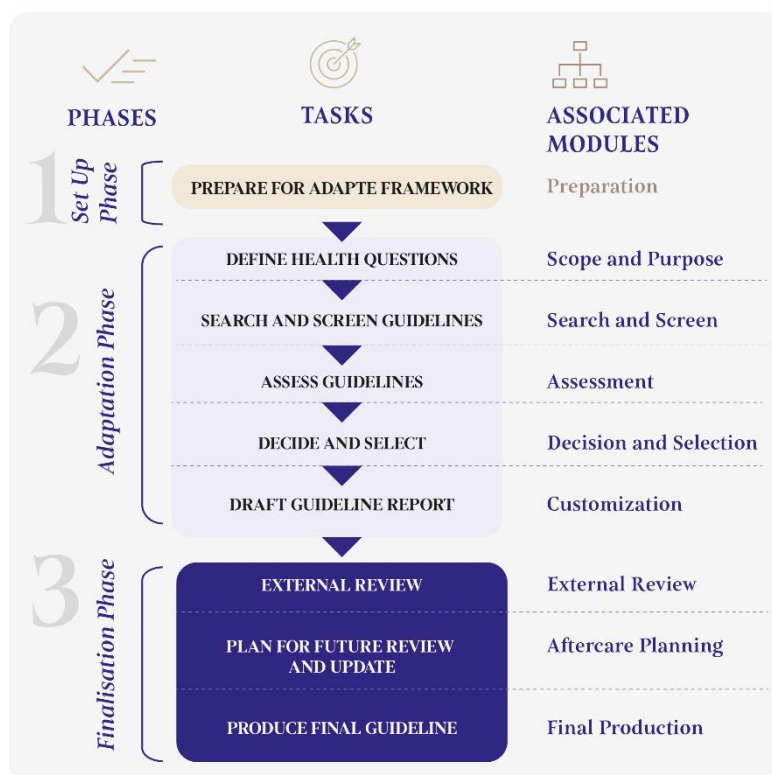 PHASES
TASKS
ASSOCIATED
MODULES
1
Set Up
Phase
PREPARE FOR ADAPTE FRAMEWORK
Preparation
2
Adaptation Phase
DEFINE HEALTH QUESTIONS
Scope and Purpose
SEARCH AND SCREEN GUIDELINES
Search and Screen
ASSESS GUIDELINES
Assessment
DECIDE AND SELECT
Decision and Selection
DRAFT GUIDELINE REPORT
Customization
3
Finalisation Phase
EXTERNAL REVIEW
External Review
PLAN FOR FUTURE REVIEW
AND UPDATE
Aftercare Planning
PRODUCE FINAL GUIDELINE
Final Production